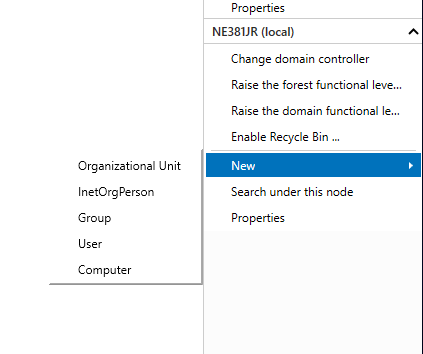 Properties
NE381JR (local)
Change domain controller
Raise the forest functional leve...
Raise the domain functional le...
Enable Recycle Bin ...
New
Search under this node
Properties
Organizational Unit
InetOrgPerson
Group
User
Computer